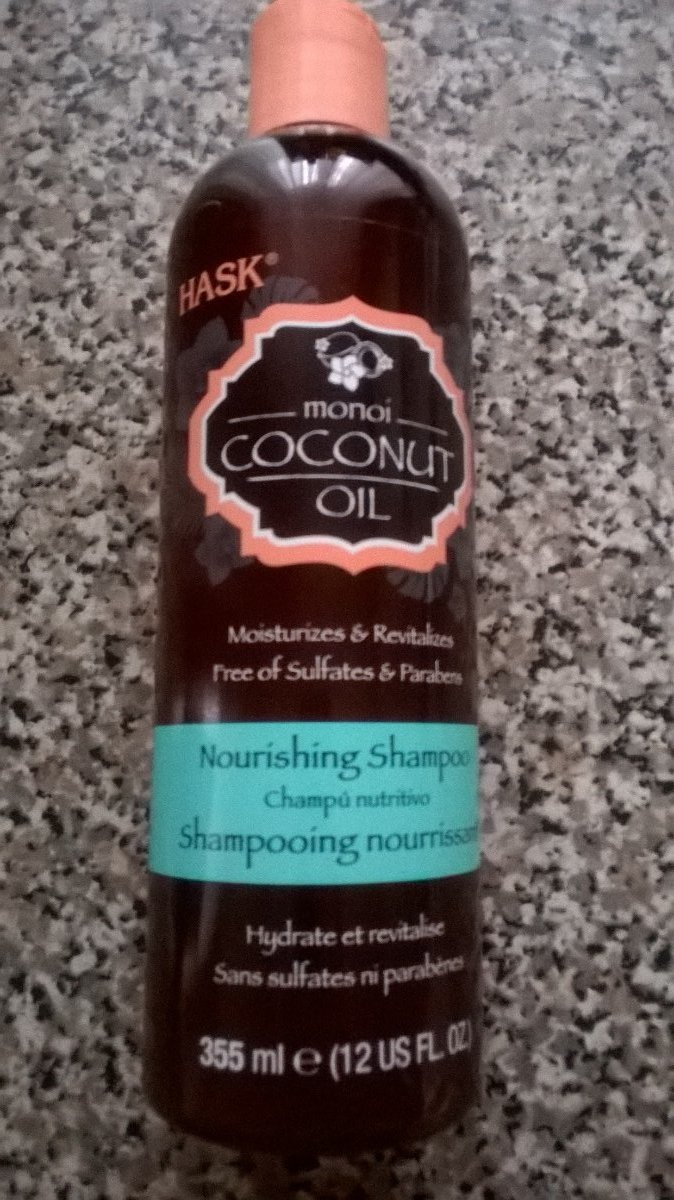 HASK®
monoi
COCONUT
OIL
Moisturizes & Revitalizes
Free of Sulfates & Parabens
Nourishing Shampoo
Champú nutritivo
Shampooing nourrissant
Hydrate et revitalise
Sans sulfates ni parabènes
355 ml ℮ (12 US FL. OZ.)